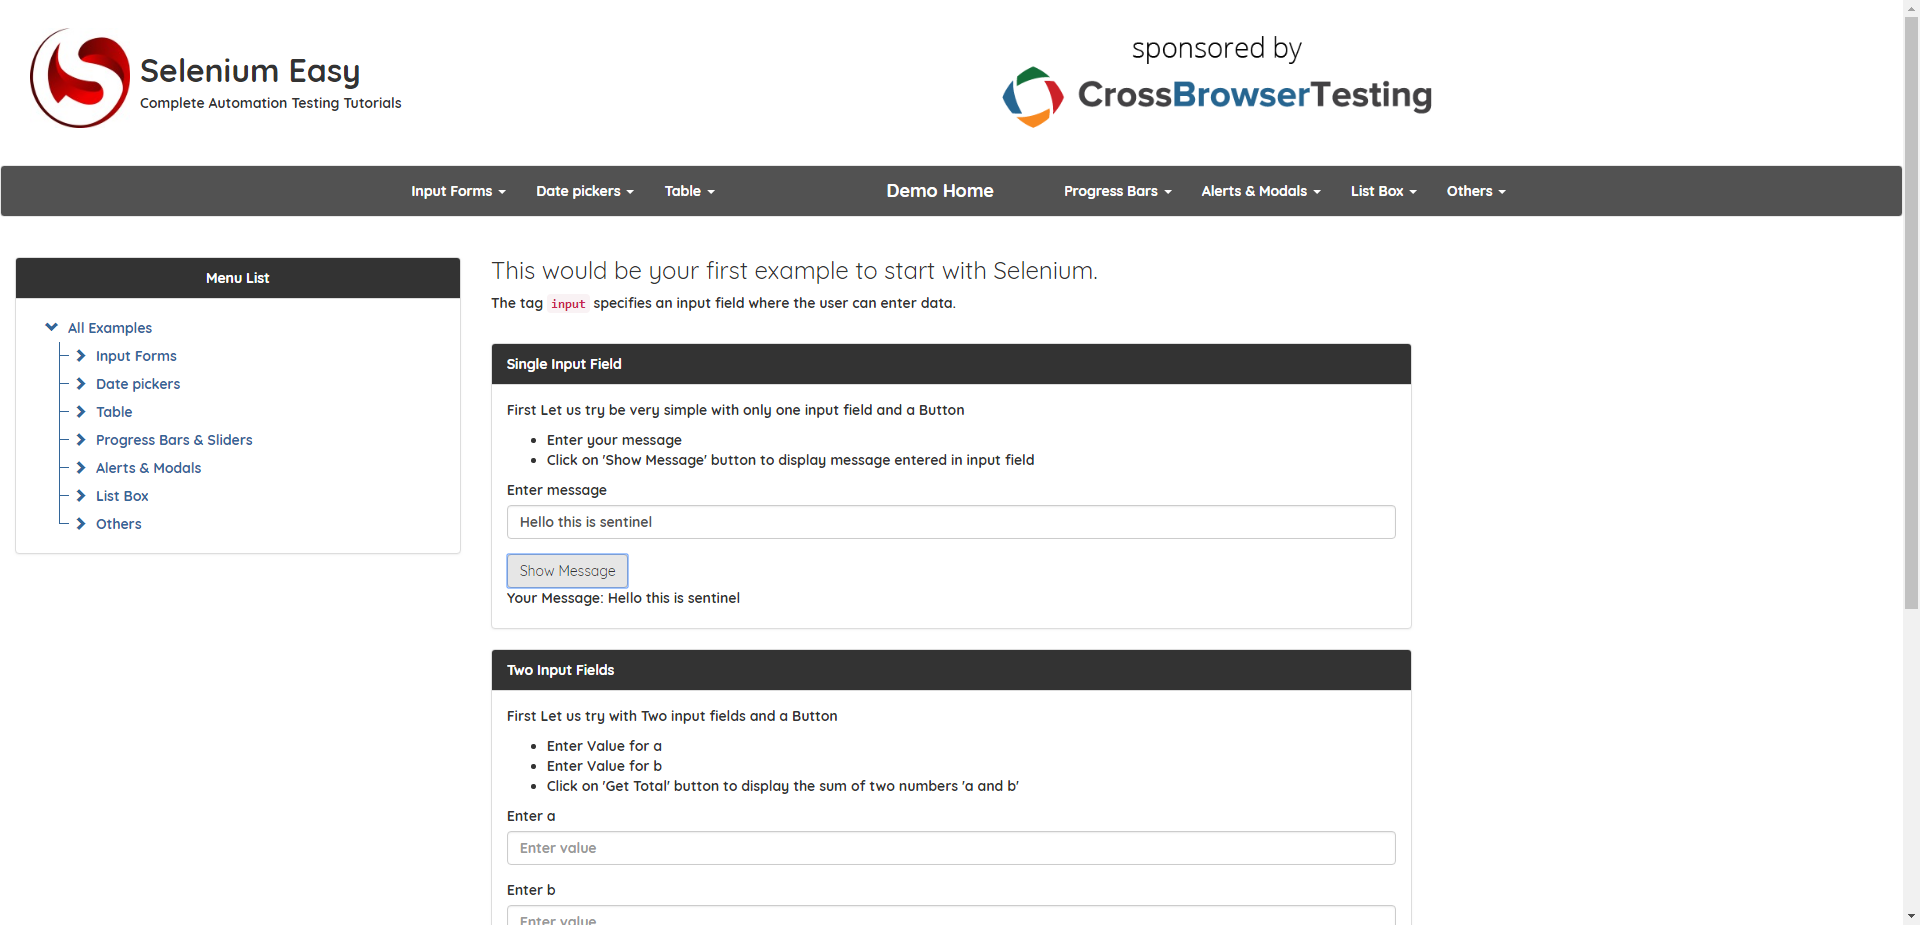 Selenium Easy
Complete Automation Testing Tutorials
sponsored by
CrossBrowserTesting
Input Forms Date pickers Table Demo Home Progress Bars Alerts & Modals List Box Others
Menu List
All Examples
Input Forms
Date pickers
Table
Progress Bars & Sliders
Alerts & Modals
List Box
Others
This would be your first example to start with Selenium.
The tag input specifies an input field where the user can enter data.
Single Input Field
First Let us try be very simple with only one input field and a Button
Enter your message
Click on 'Show Message' button to display message entered in input field
Enter message
Hello this is sentinel
Show Message
Your Message: Hello this is sentinel
Two Input Fields
First Let us try with Two input fields and a Button
Enter Value for a
Enter Value for b
Click on 'Get Total' button to display the sum of two numbers 'a and b'
Enter a
Enter value
Enter b
Enter value